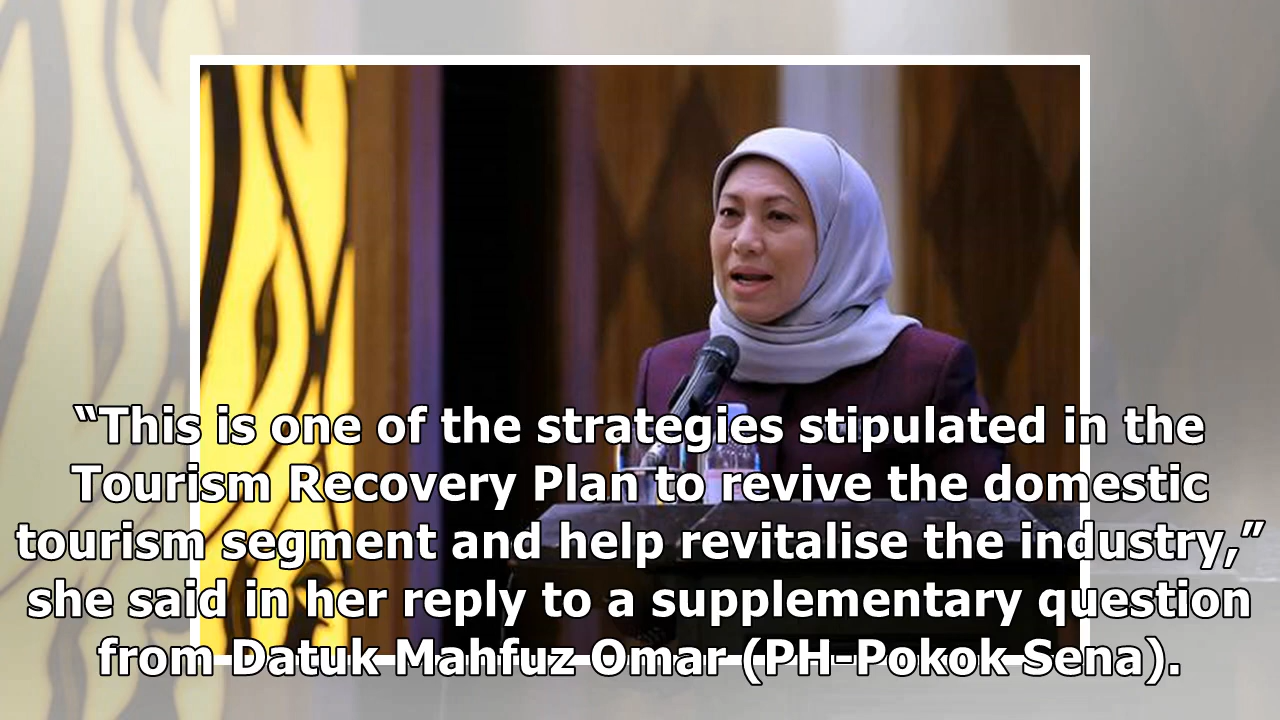 “This is one of the strategies stipulated in the
Tourism Recovery Plan to revive the domestic
tourism segment and help revitalise the industry,”
she said in her reply to a supplementary question
from Datuk Mahfuz Omar (PH-Pokok Sena).